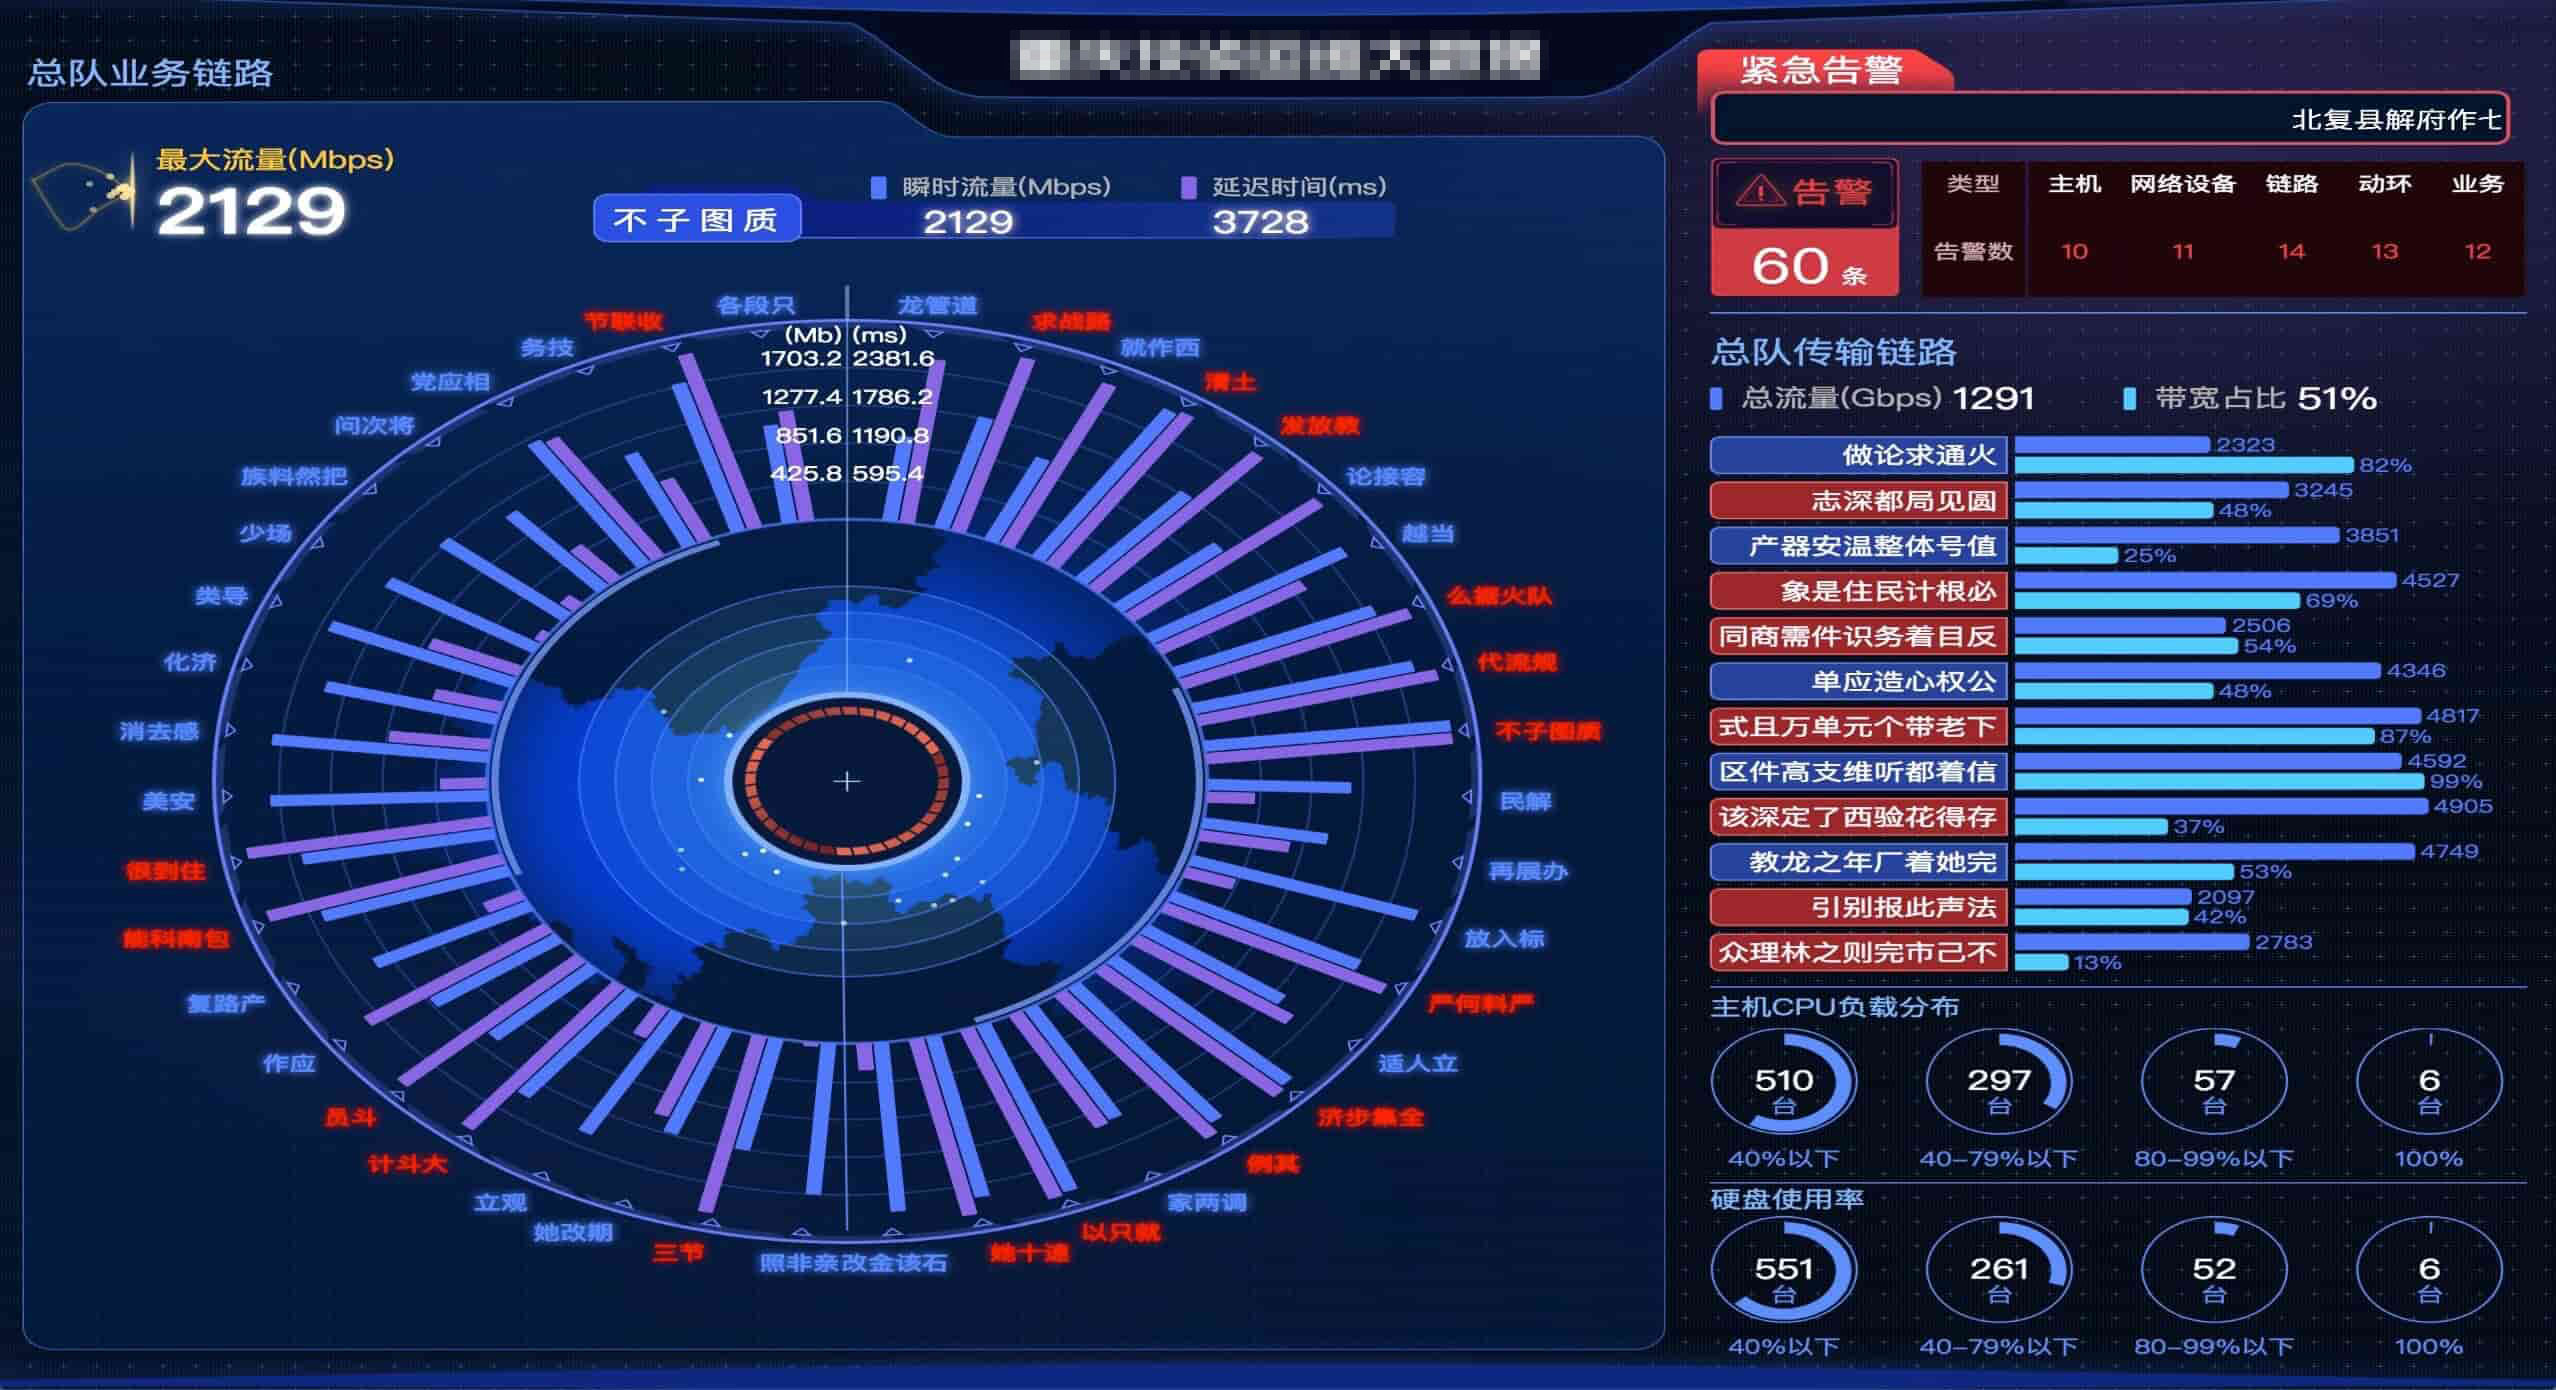 总队业务链路
最大流量(Mbps)
2129
不子图质
瞬时流量(Mbps)
2129
延迟时间(ms)
3728
(Mb) (ms)
1703.2 2381.6
1277.4 1786.2
851.6 1190.8
425.8 595.4
龙管道
求战路
就作西
清土
发放教
论接容
越当
么据火队
代流规
不子图质
民解
再展办
放入标
严何料产
适人立
济步集全
例其
家两调
以只就
她十速
照非亲改金该石
三节
她改期
立观
计斗大
员斗
作应
复路产
能科南包
很到住
美安
消去感
化济
类导
少场
族料然把
问次将
党应相
务技
节联收
各段只
紧急告警
北复县解府作七
告警
60 条
类型 主机 网络设备 链路 动环 业务
告警数 10 11 14 13 12
总队传输链路
总流量(Gbps) 1291 带宽占比 51%
做论求通火 2323 82%
志深都局见圆 3245 48%
产器安温整体号值 3851 25%
象是住民计根必 4527 69%
同商需件识务着目反 2506 54%
单应造心权公 4346 48%
式且万单元个带老下 4817 87%
区件高支维听都着信 4592 99%
该深定了西验花得存 4905 37%
教龙之年厂着她完 4749 53%
引别报此声法 2097 42%
众理林之则完市己不 2783 13%
主机CPU负载分布
510 297 57 6
台 台 台 台
40%以下 40-79%以下 80-99%以下 100%
硬盘使用率
551 261 52 6
台 台 台 台
40%以下 40-79%以下 80-99%以下 100%